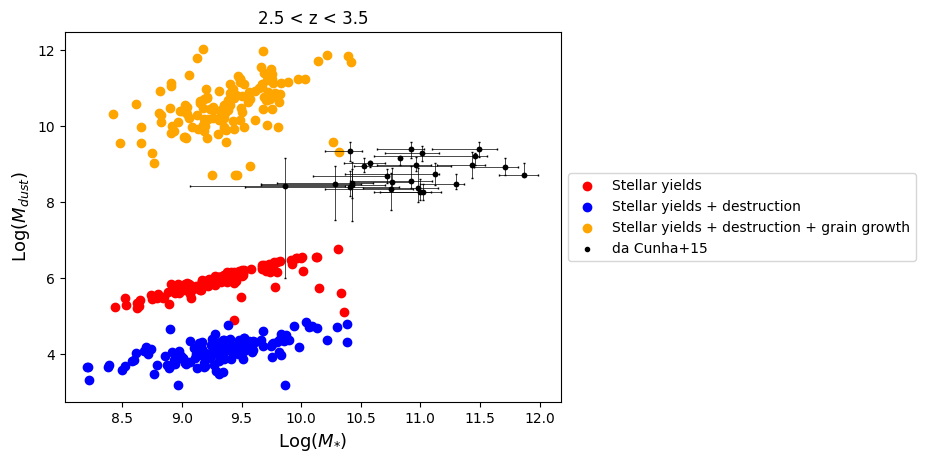 2.5 < z < 3.5
12
10
8
6
4
Log(M_dust)
8.5 9.0 9.5 10.0 10.5 11.0 11.5 12.0
Log(M_*)
Stellar yields
Stellar yields + destruction
Stellar yields + destruction + grain growth
da Cunha+15